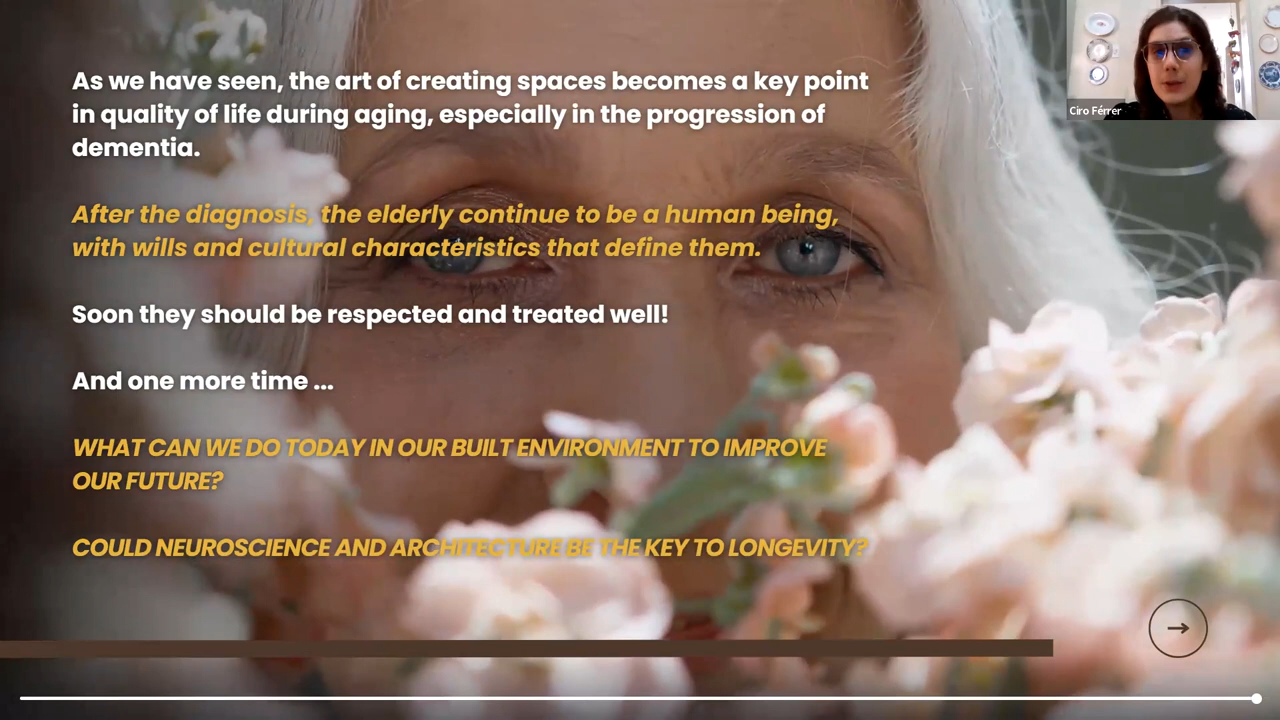 As we have seen, the art of creating spaces becomes a key point
in quality of life during aging, especially in the progression of
dementia.
After the diagnosis, the elderly continue to be a human being,
with wills and cultural characteristics that define them.
Soon they should be respected and treated well!
And one more time ...
WHAT CAN WE DO TODAY IN OUR BUILT ENVIRONMENT TO IMPROVE
OUR FUTURE?
COULD NEUROSCIENCE AND ARCHITECTURE BE THE KEY TO LONGEVITY?
Ciro Férrer